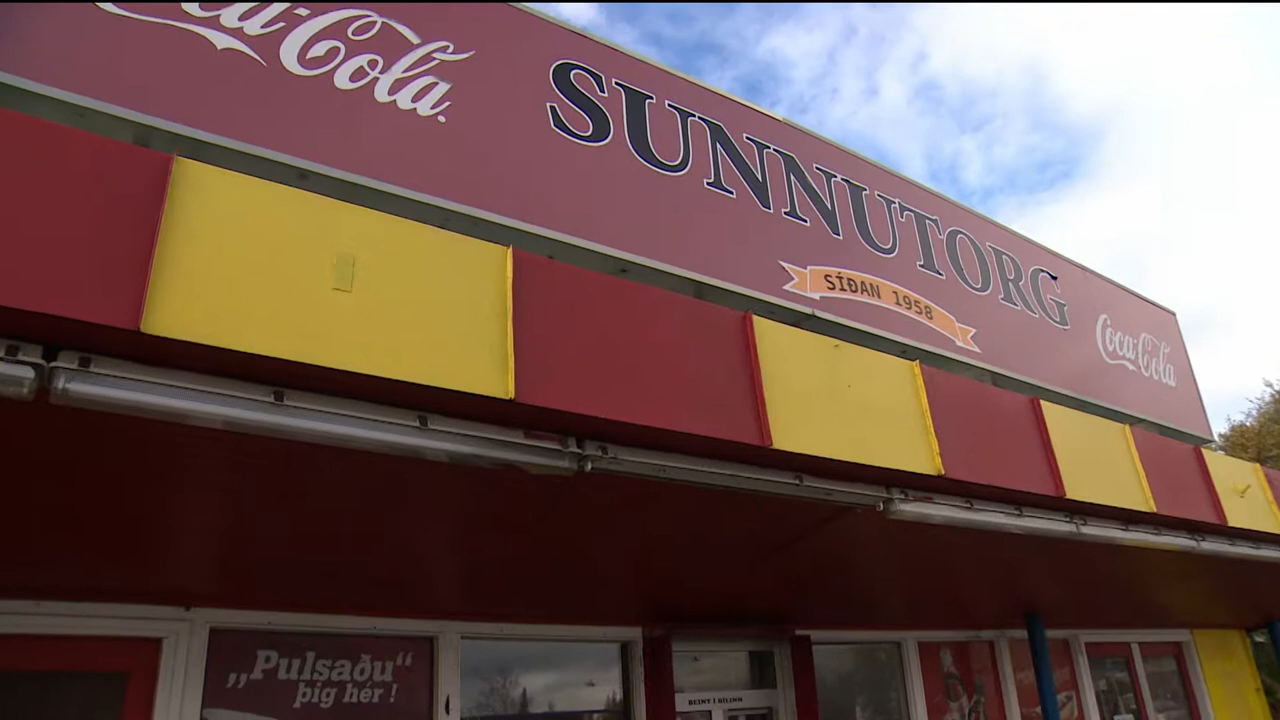 Coca-Cola
SUNNUTORG
SÍÐAN 1958
Coca-Cola
„Pulsaðu“
þig hér !
BEINT Í BÍLINN